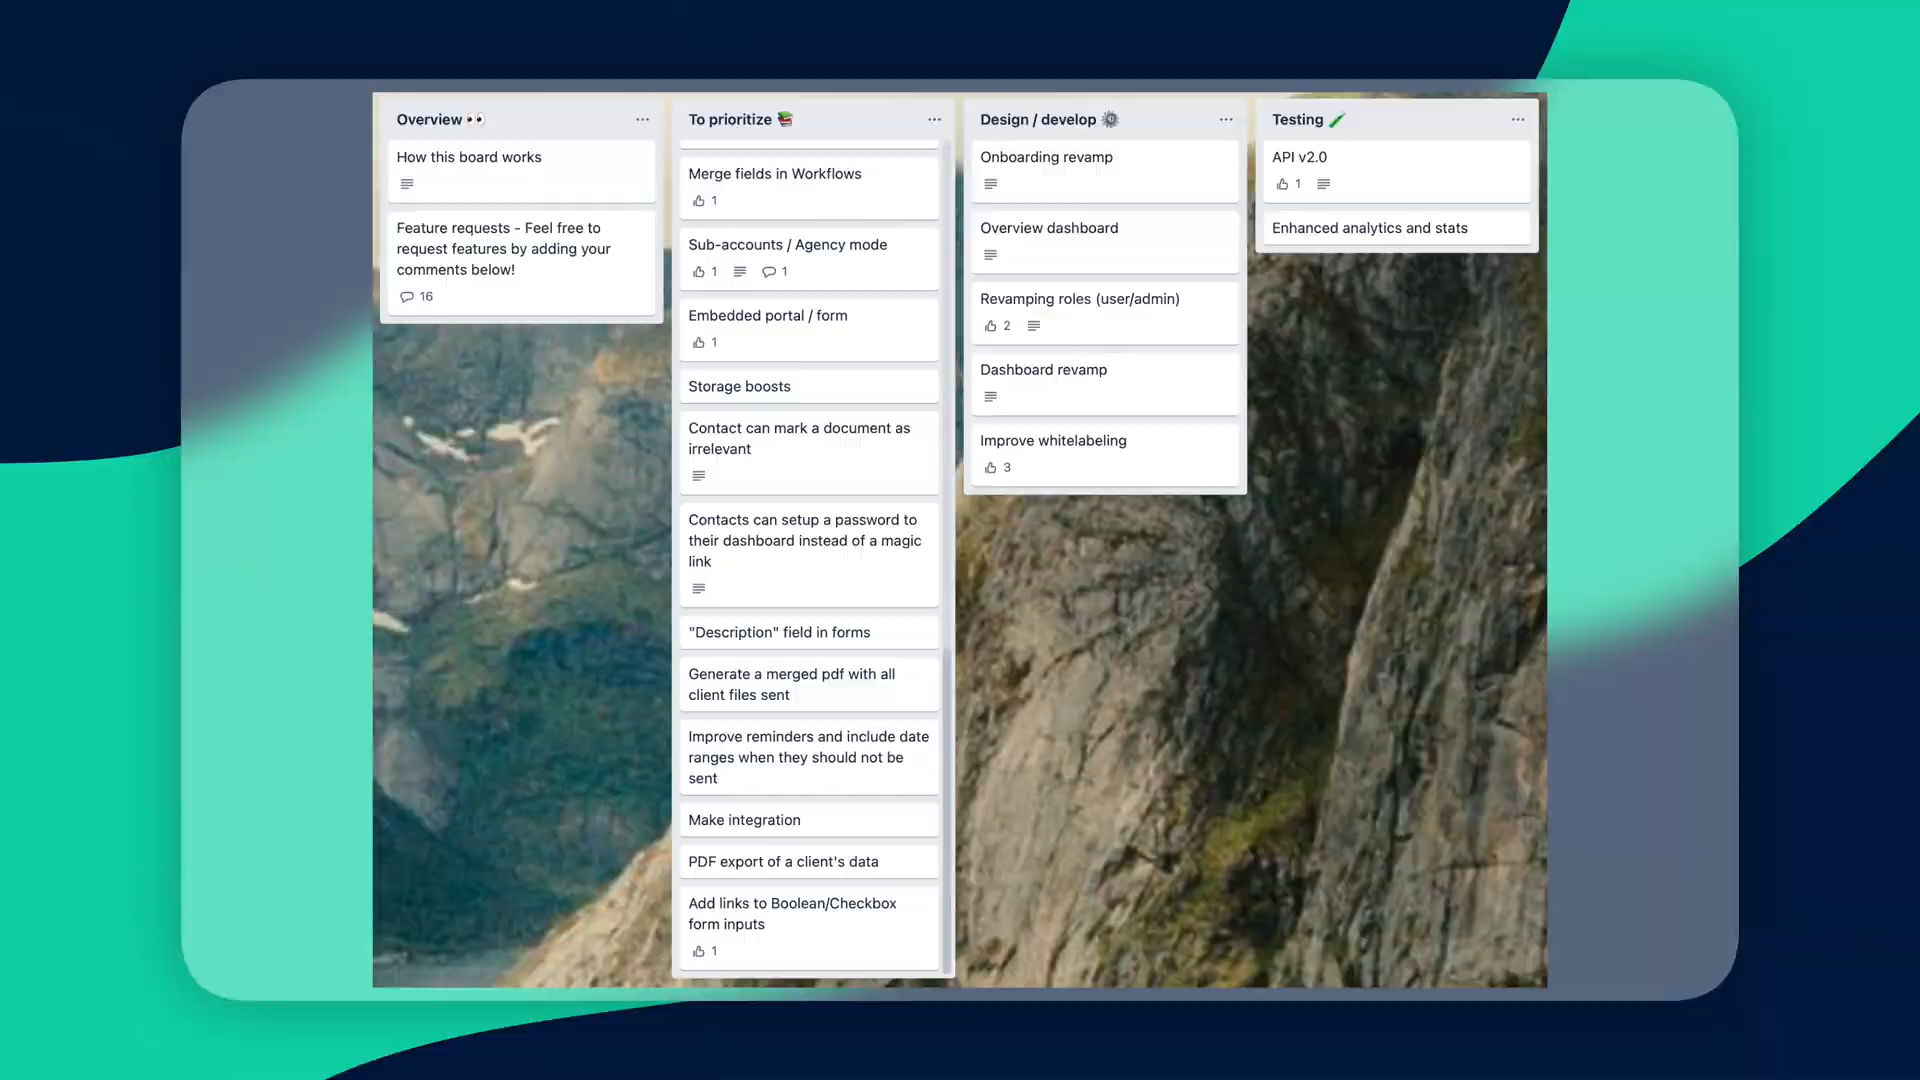 Overview 👀
How this board works
Feature requests - Feel free to
request features by adding your
comments below!
16
To prioritize 📚
Merge fields in Workflows
1
Sub-accounts / Agency mode
1 1
Embedded portal / form
1
Storage boosts
Contact can mark a document as
irrelevant
Contacts can setup a password to
their dashboard instead of a magic
link
"Description" field in forms
Generate a merged pdf with all
client files sent
Improve reminders and include date
ranges when they should not be
sent
Make integration
PDF export of a client's data
Add links to Boolean/Checkbox
form inputs
1
Design / develop ⚙️
Onboarding revamp
Overview dashboard
Revamping roles (user/admin)
2
Dashboard revamp
Improve whitelabeling
3
Testing 🧪
API v2.0
1
Enhanced analytics and stats